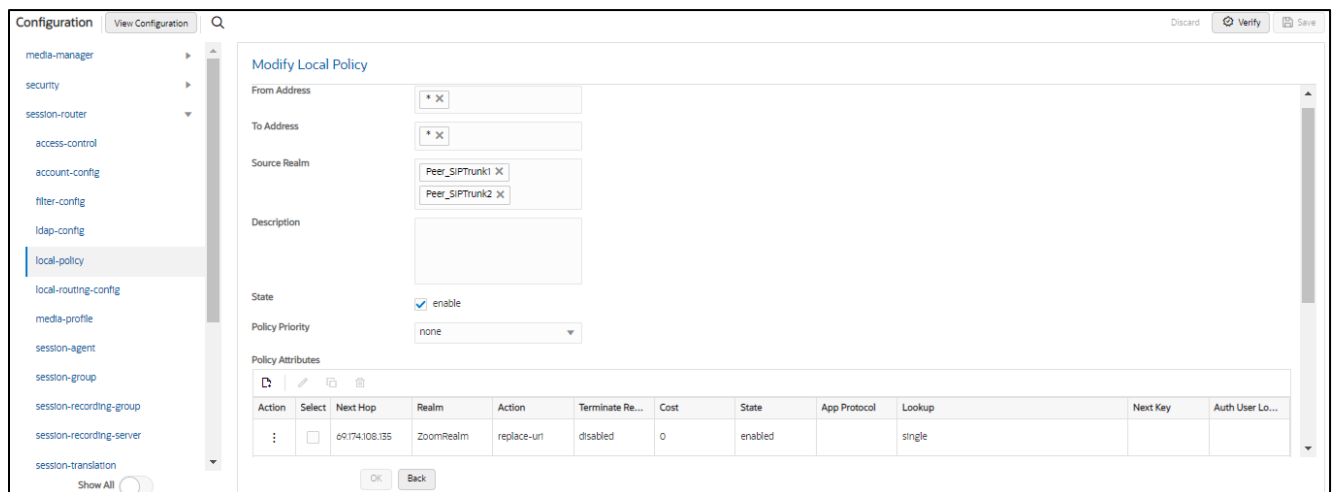 Configuration View Configuration Discard Verify Save
media-manager
security
session-router
access-control
account-config
filter-config
ldap-config
local-policy
local-routing-config
media-profile
session-agent
session-group
session-recording-group
session-recording-server
session-translation
Show All
Modify Local Policy
From Address * X
To Address * X
Source Realm Peer_SIPTrunk1 X
Peer_SIPTrunk2 X
Description
State enable
Policy Priority none
Policy Attributes
Action Select Next Hop Realm Action Terminate Re... Cost State App Protocol Lookup Next Key Auth User Lo...
69.174.108.135 ZoomRealm replace-uri disabled 0 enabled single
OK Back